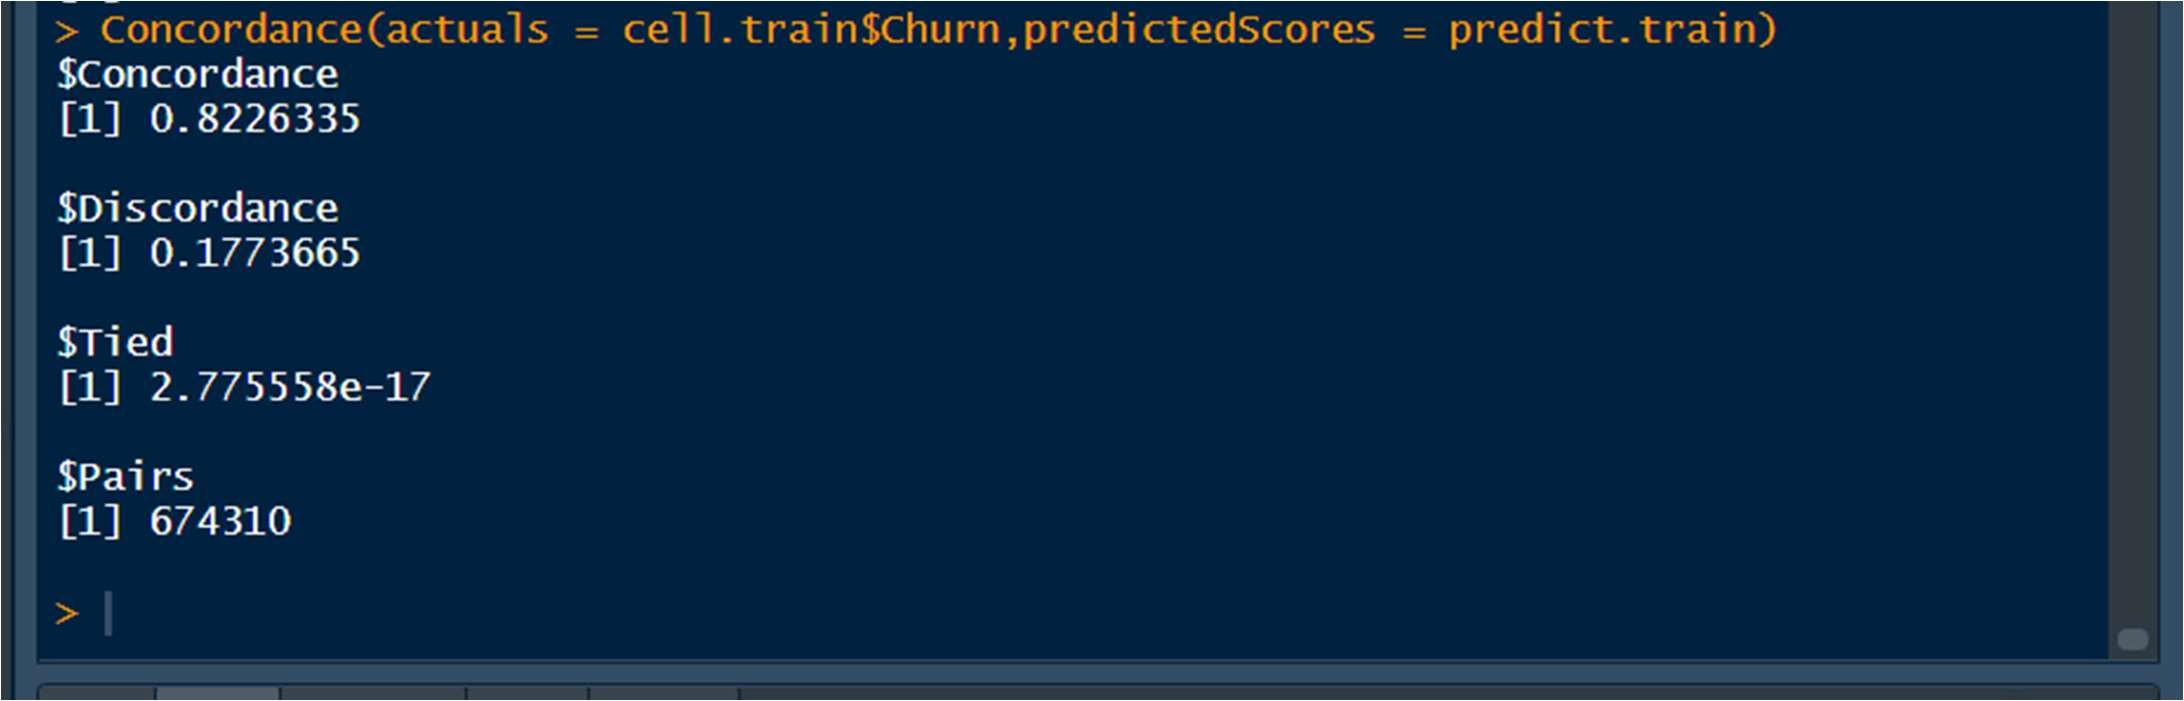 > Concordance(actuals = cell.train$Churn,predictedScores = predict.train)
$Concordance
[1] 0.8226335
$Discordance
[1] 0.1773665
$Tied
[1] 2.775558e-17
$Pairs
[1] 674310
>